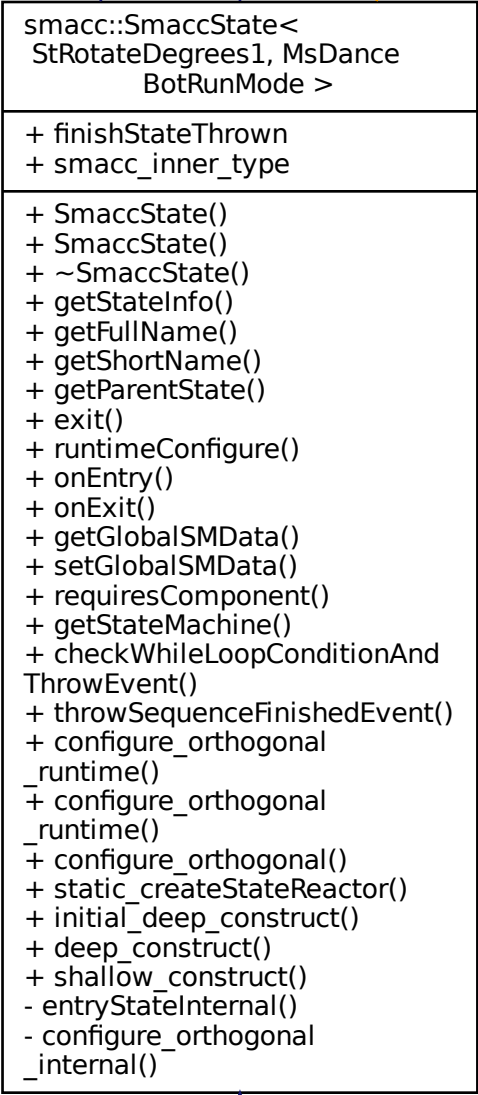 smacc::SmaccState<
StRotateDegrees1, MsDance
BotRunMode >
+ finishStateThrown
+ smacc_inner_type
+ SmaccState()
+ SmaccState()
+ ~SmaccState()
+ getStateInfo()
+ getFullName()
+ getShortName()
+ getParentState()
+ exit()
+ runtimeConfigure()
+ onEntry()
+ onExit()
+ getGlobalSMData()
+ setGlobalSMData()
+ requiresComponent()
+ getStateMachine()
+ checkWhileLoopConditionAnd
ThrowEvent()
+ throwSequenceFinishedEvent()
+ configure_orthogonal
_runtime()
+ configure_orthogonal
_runtime()
+ configure_orthogonal()
+ static_createStateReactor()
+ initial_deep_construct()
+ deep_construct()
+ shallow_construct()
- entryStateInternal()
- configure_orthogonal
_internal()